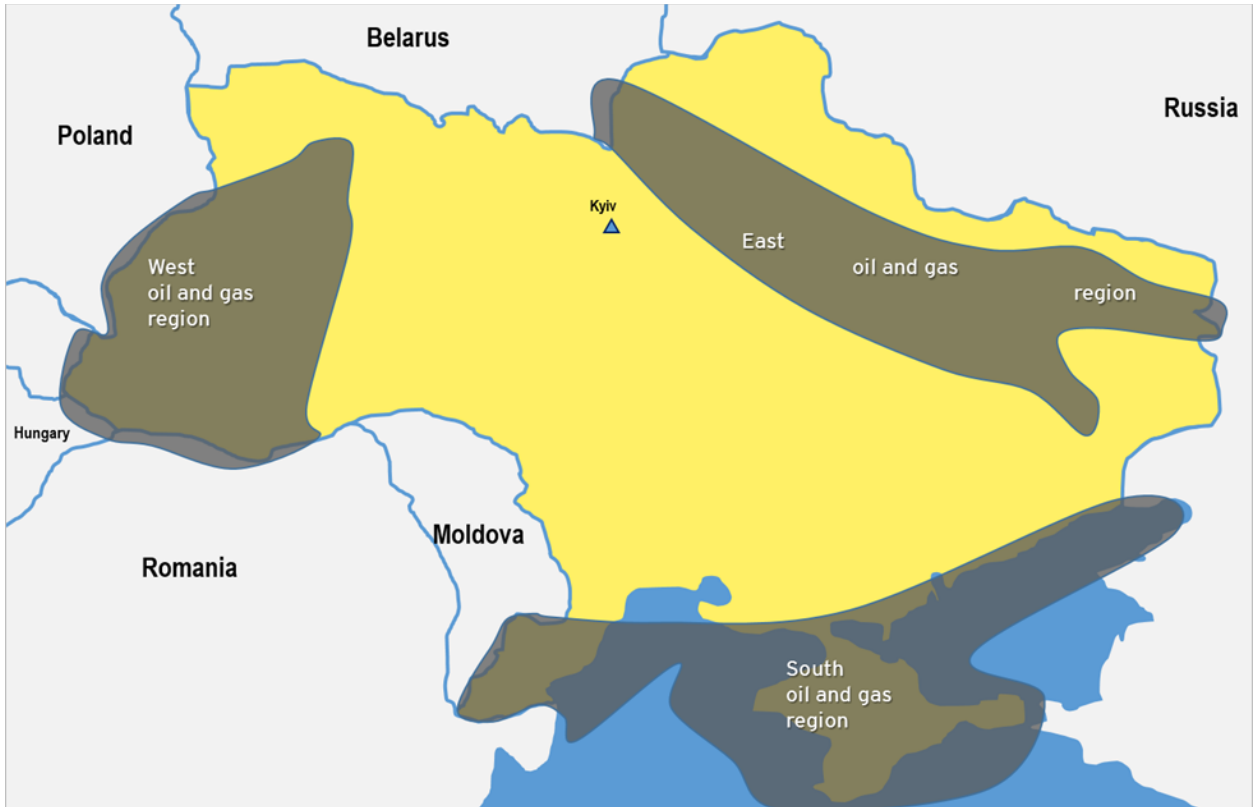 Belarus
Russia
Poland
Kyiv
East
oil and gas
region
West
oil and gas
region
Hungary
Moldova
Romania
South
oil and gas
region